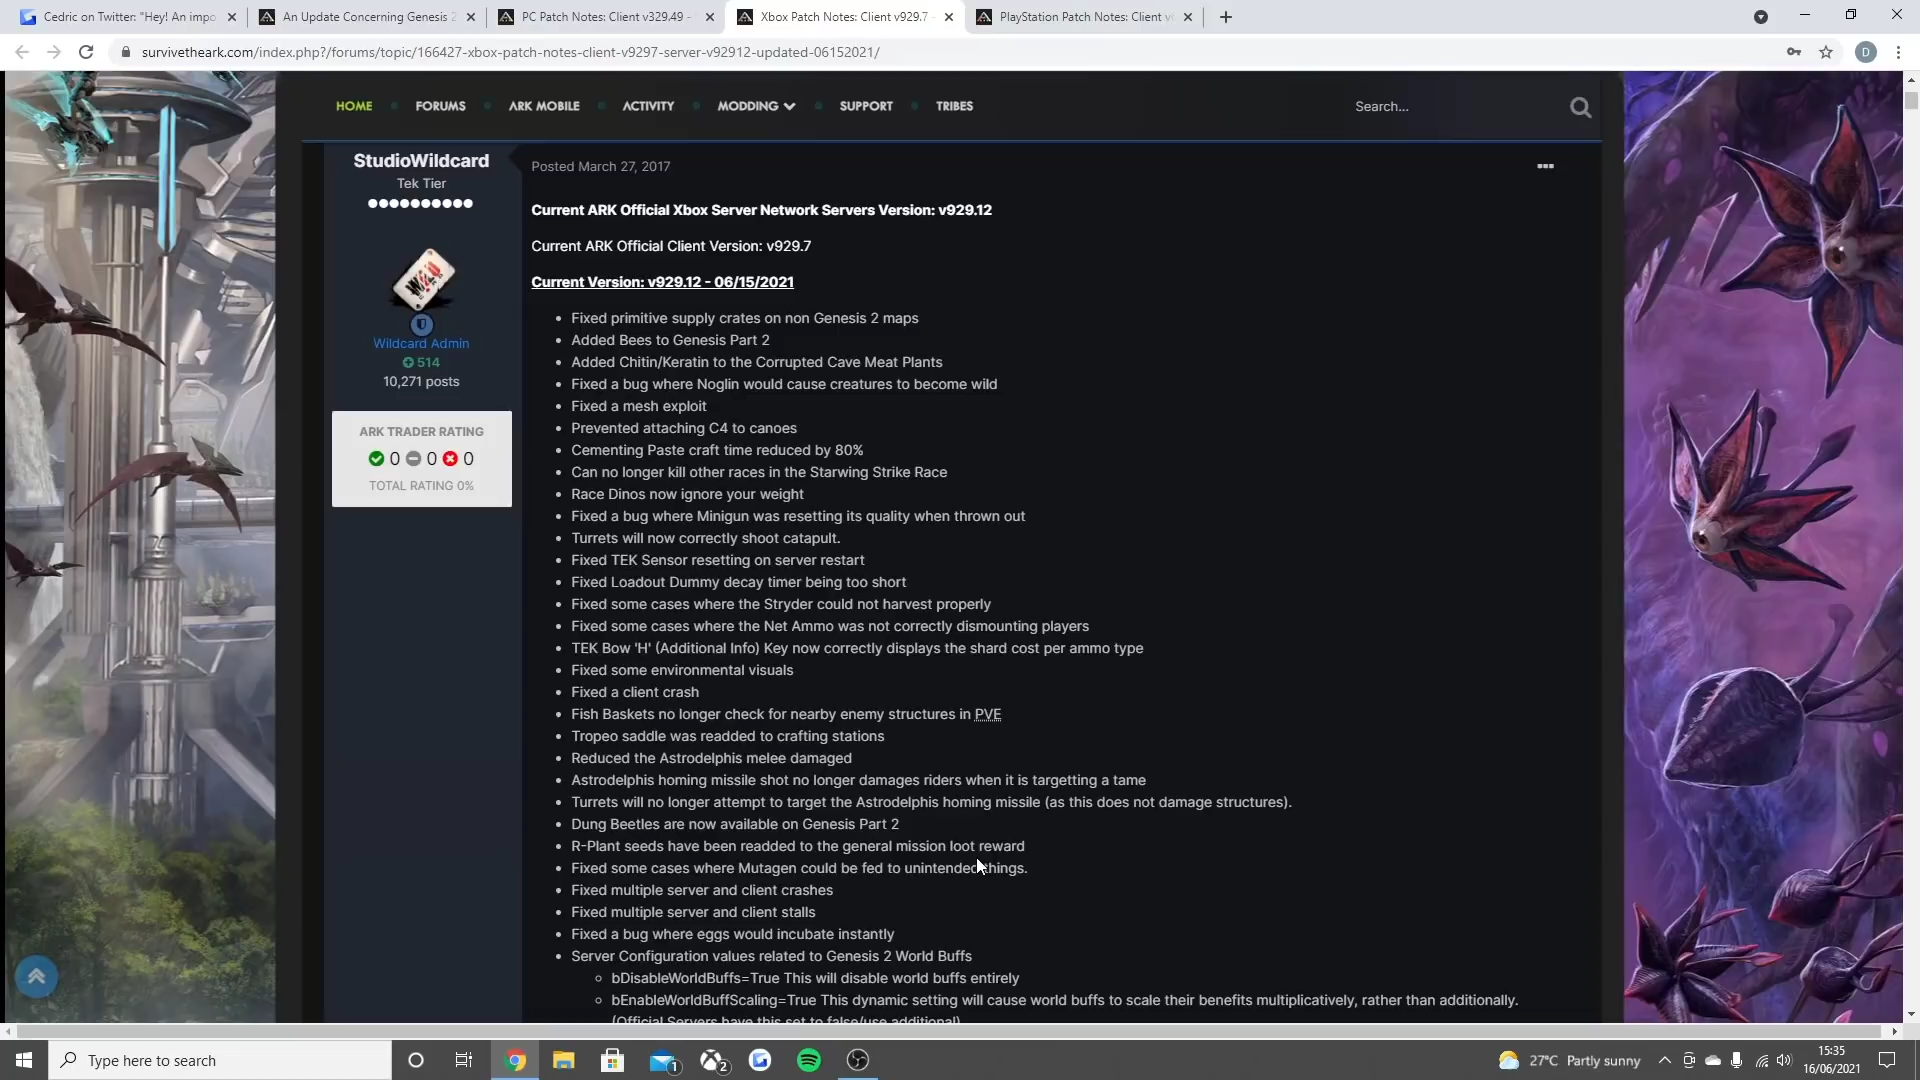 Cedric on Twitter: "Hey! An impo
An Update Concerning Genesis 2
PC Patch Notes: Client v329.49 -
Xbox Patch Notes: Client v929.7 -
PlayStation Patch Notes: Client v
survivetheark.com/index.php?/forums/topic/166427-xbox-patch-notes-client-v9297-server-v92912-updated-06152021/
D
HOME
FORUMS
ARK MOBILE
ACTIVITY
MODDING
SUPPORT
TRIBES
Search...
StudioWildcard
Tek Tier
Wildcard Admin
514
10,271 posts
ARK TRADER RATING
0 0 0
TOTAL RATING 0%
Posted March 27, 2017
Current ARK Official Xbox Server Network Servers Version: v929.12
Current ARK Official Client Version: v929.7
Current Version: v929.12 - 06/15/2021
Fixed primitive supply crates on non Genesis 2 maps
Added Bees to Genesis Part 2
Added Chitin/Keratin to the Corrupted Cave Meat Plants
Fixed a bug where Noglin would cause creatures to become wild
Fixed a mesh exploit
Prevented attaching C4 to canoes
Cementing Paste craft time reduced by 80%
Can no longer kill other races in the Starwing Strike Race
Race Dinos now ignore your weight
Fixed a bug where Minigun was resetting its quality when thrown out
Turrets will now correctly shoot catapult.
Fixed TEK Sensor resetting on server restart
Fixed Loadout Dummy decay timer being too short
Fixed some cases where the Stryder could not harvest properly
Fixed some cases where the Net Ammo was not correctly dismounting players
TEK Bow 'H' (Additional Info) Key now correctly displays the shard cost per ammo type
Fixed some environmental visuals
Fixed a client crash
Fish Baskets no longer check for nearby enemy structures in PVE
Tropeo saddle was readded to crafting stations
Reduced the Astrodelphis melee damaged
Astrodelphis homing missile shot no longer damages riders when it is targetting a tame
Turrets will no longer attempt to target the Astrodelphis homing missile (as this does not damage structures).
Dung Beetles are now available on Genesis Part 2
R-Plant seeds have been readded to the general mission loot reward
Fixed some cases where Mutagen could be fed to unintended things.
Fixed multiple server and client crashes
Fixed multiple server and client stalls
Fixed a bug where eggs would incubate instantly
Server Configuration values related to Genesis 2 World Buffs
bDisableWorldBuffs=True This will disable world buffs entirely
bEnableWorldBuffScaling=True This dynamic setting will cause world buffs to scale their benefits multiplicatively, rather than additionally.
(Official Servers have this set to false/use additional)
Type here to search
1
2
27°C Partly sunny
15:35
16/06/2021